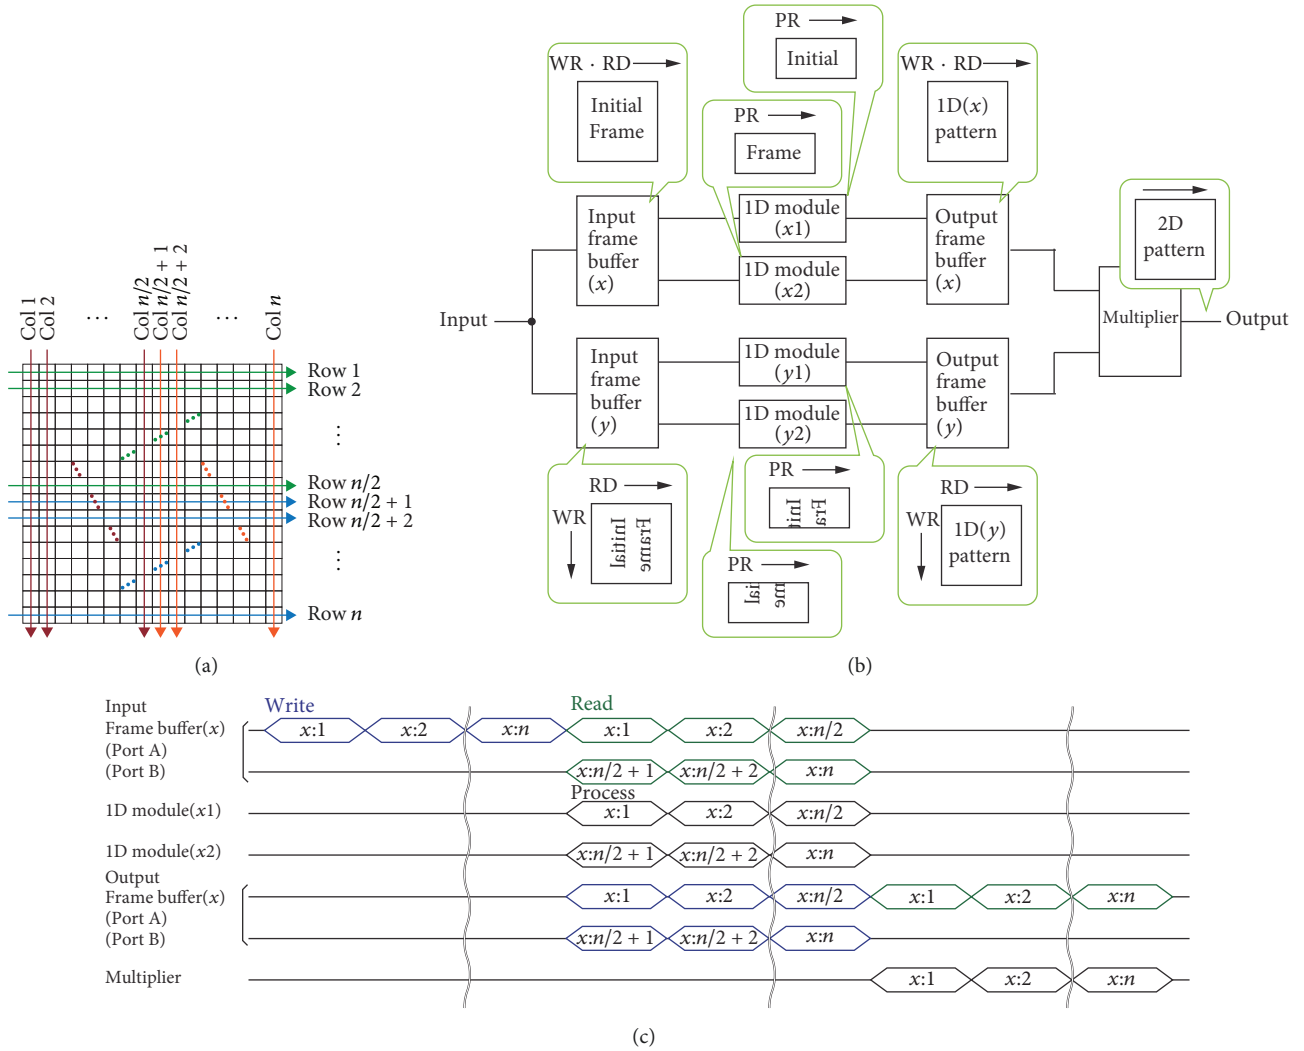 Col 1
Col 2
...
Col n/2
Col n/2 + 1
Col n/2 + 2
...
Col n
Row 1
Row 2
⋮
Row n/2
Row n/2 + 1
Row n/2 + 2
⋮
Row n
(a)
PR
Initial
WR · RD
Initial
Frame
PR
Frame
WR · RD
1D(x)
pattern
2D
pattern
Input
Input
frame
buffer
(x)
1D module
(x1)
1D module
(x2)
Output
frame
buffer
(x)
Multiplier
Output
Input
frame
buffer
(y)
1D module
(y1)
1D module
(y2)
Output
frame
buffer
(y)
RD
WR
Initial
Frame
PR
Init
Fra
PR
tial
me
RD
WR
1D(y)
pattern
(b)
Input
Frame buffer(x)
(Port A)
(Port B)
Write
x:1
x:2
x:n
Read
x:1
x:2
x:n/2
x:n/2 + 1
x:n/2 + 2
x:n
1D module(x1)
Process
x:1
x:2
x:n/2
1D module(x2)
x:n/2 + 1
x:n/2 + 2
x:n
Output
Frame buffer(x)
(Port A)
(Port B)
x:1
x:2
x:n/2
x:1
x:2
x:n
x:n/2 + 1
x:n/2 + 2
x:n
Multiplier
x:1
x:2
x:n
(c)